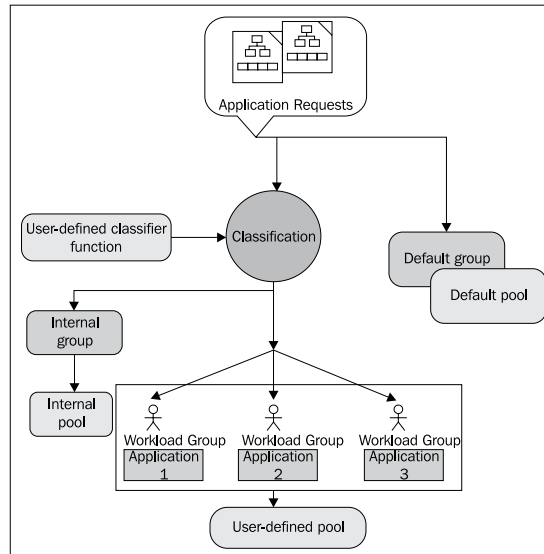 Application Requests
User-defined classifier
function
Classification
Default group
Default pool
Internal
group
Internal
pool
Workload Group
Application
1
Workload Group
Application
2
Workload Group
Application
3
User-defined pool